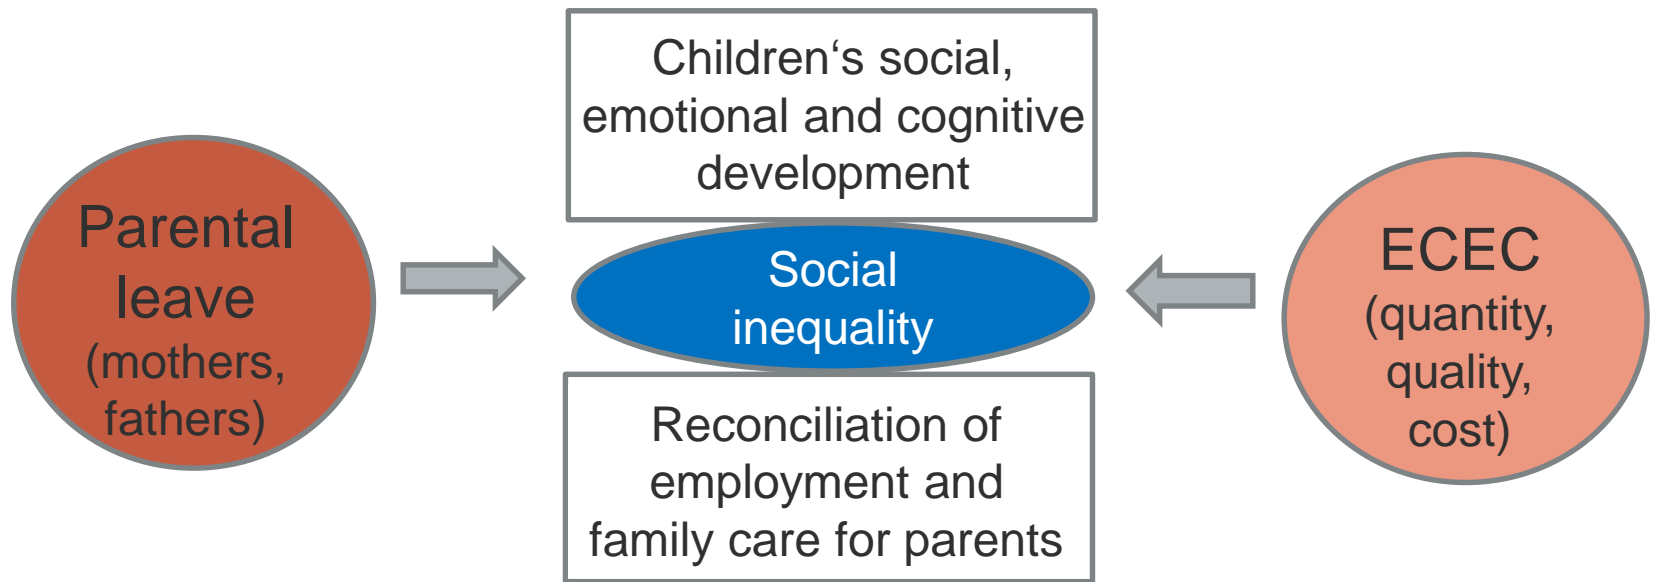 Parental
leave
(mothers,
fathers)
Children‘s social,
emotional and cognitive
development
Social
inequality
Reconciliation of
employment and
family care for parents
ECEC
(quantity,
quality,
cost)